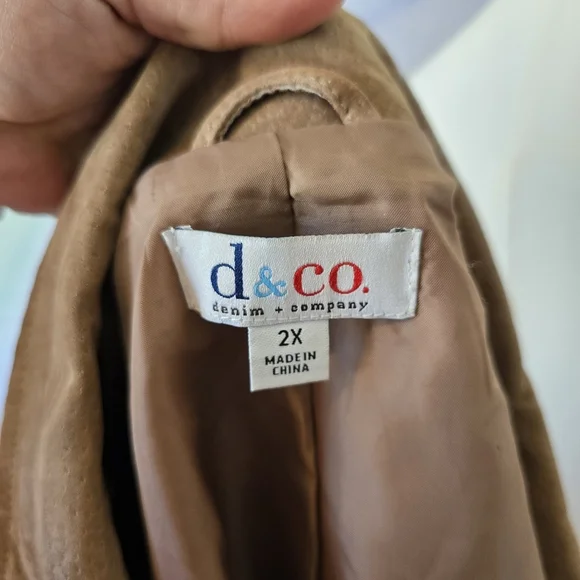 d&co.
denim + company
2X
MADE IN
CHINA